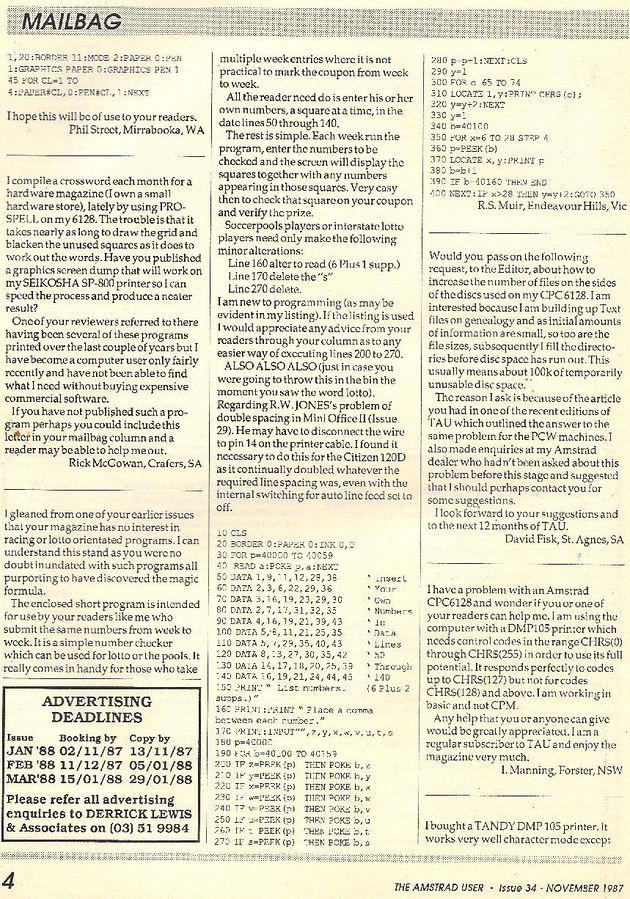 MAILBAG
1,20:BORDER 11:MODE 2:PAPER 0:PEN
1:GRAPHICS PAPER 0:GRAPHICS PEN 1
45 FOR CL=1 TO
4:PAPER#CL,0:PEN#CL,1:NEXT
I hope this will be of use to your readers.
Phil Street, Mirrabooka, WA
I compile a crossword each month for a
hardware magazine (I own a small
hardware store), lately by using PRO-
SPELL on my 6128. The trouble is that it
takes nearly as long to draw the grid and
blacken the unused squares as it does to
work out the words. Have you published
a graphics screen dump that will work on
my SEIKOSHA SP-800 printer so I can
speed the process and produce a neater
result?
One of your reviewers referred to there
having been several of these programs
printed over the last couple of years but I
have become a computer user only fairly
recently and have not been able to find
what I need without buying expensive
commercial software.
If you have not published such a pro-
gram perhaps you could include this
letter in your mailbag column and a
reader may be able to help me out.
Rick McGowan, Crafers, SA
I gleaned from one of your earlier issues
that your magazine has no interest in
racing or lotto orientated programs. I can
understand this stand as you were no
doubt inundated with such programs all
purporting to have discovered the magic
formula.
The enclosed short program is intended
for use by your readers like me who
submit the same numbers from week to
week. It is a simple number checker
which can be used for lotto or the pools. It
really comes in handy for those who take
ADVERTISING
DEADLINES
Issue Booking by Copy by
JAN '88 02/11/87 13/11/87
FEB '88 11/12/87 05/01/88
MAR'88 15/01/88 29/01/88
Please refer all advertising
enquiries to DERRICK LEWIS
& Associates on (03) 51 9984
multiple week entries where it is not
practical to mark the coupon from week
to week.
All the reader need do is enter his or her
own numbers, a square at a time, in the
date lines 50 through 140.
The rest is simple. Each week run the
program, enter the numbers to be
checked and the screen will display the
squares together with any numbers
appearing in those squares. Very easy
then to check that square on your coupon
and verify the prize.
Soccerpools players or interstate lotto
players need only make the following
minor alterations:
Line 160 alter to read (6 Plus 1 supp.)
Line 170 delete the "s"
Line 270 delete.
I am new to programming (as may be
evident in my listing). If the listing is used
I would appreciate any advice from your
readers through your column as to any
easier way of executing lines 200 to 270.
ALSO ALSO ALSO (just in case you
were going to throw this in the bin the
moment you saw the word lotto).
Regarding R.W. JONES's problem of
double spacing in Mini Office II (Issue
29). He may have to disconnect the wire
to pin 14 on the printer cable. I found it
necessary to do this for the Citizen 120D
as it continually doubled whatever the
required line spacing was, even with the
internal switching for auto line feed set to
off.
10 CLS
20 BORDER 0:PAPER 0:INK 0,0
30 FOR p=40000 TO 40059
40 READ a:POKE p,a:NEXT
50 DATA 1,9,11,12,28,38 ' Insert
60 DATA 2,3,6,22,29,36 ' Your
70 DATA 3,16,19,23,29,30 ' Own
80 DATA 2,7,17,31,32,35 ' Numbers
90 DATA 4,16,19,21,39,43 ' In
100 DATA 5,8,11,21,25,35 ' Data
110 DATA 5,7,29,35,40,43 ' Lines
120 DATA 8,13,27,30,35,42 ' 50
130 DATA 14,17,18,20,25,39 ' Through
140 DATA 16,19,21,24,44,45 ' 140
150 PRINT " List numbers. (6 Plus 2
supps.)"
160 PRINT:PRINT " Place a comma
between each number."
170 PRINT:INPUT"",z,y,x,w,v,u,t,s
180 p=40000
190 FOR b=40100 TO 40159
200 IF z=PEEK(p) THEN POKE b,z
210 IF y=PEEK(p) THEN POKE b,y
220 IF x=PEEK(p) THEN POKE b,x
230 IF w=PEEK(p) THEN POKE b,w
240 IF v=PEEK(p) THEN POKE b,v
250 IF u=PEEK(p) THEN POKE b,u
260 IF t PEEK(p) THEN POKE b,t
270 IF s=PEEK(p) THEN POKE b,s
280 p=p+1:NEXT:CLS
290 y=1
300 FOR c 65 TO 74
310 LOCATE 1,y:PRINT CHR$(c);
320 y=y+2:NEXT
330 y=1
340 b=40100
350 FOR x=6 TO 28 STEP 4
360 p=PEEK(b)
370 LOCATE x,y:PRINT p
380 b=b+1
390 IF b=40160 THEN END
400 NEXT:IF x>28 THEN y=y+2:GOTO 350
R.S. Muir, Endeavour Hills, Vic
Would you pass on the following
request, to the Editor, about how to
increase the number of files on the sides
of the discs used on my CPC 6128. I am
interested because I am building up Text
files on genealogy and as initial amounts
of information are small, so too are the
file sizes, subsequently I fill the directo-
ries before disc space has run out. This
usually means about 100k of temporarily
unusable disc space.
The reason I ask is because of the article
you had in one of the recent editions of
TAU which outlined the answer to the
same problem for the PCW machines. I
also made enquiries at my Amstrad
dealer who hadn't been asked about this
problem before this stage and suggested
that I should perhaps contact you for
some suggestions.
I look forward to your suggestions and
to the next 12 months of TAU.
David Fisk, St. Agnes, SA
I have a problem with an Amstrad
CPC6128 and wonder if you or one of
your readers can help me. I am using the
computer with a DMP105 printer which
needs control codes in the range CHR$(0)
through CHR$(255) in order to use its full
potential. It responds perfectly to codes
up to CHR$(127) but not for codes
CHR$(128) and above. I am working in
basic and not CPM.
Any help that you or anyone can give
would be greatly appreciated. I am a
regular subscriber to TAU and enjoy the
magazine very much.
I. Manning, Forster, NSW
I bought a TANDY DMP 105 printer. It
works very well character mode except
4
THE AMSTRAD USER • Issue 34 - NOVEMBER 1987